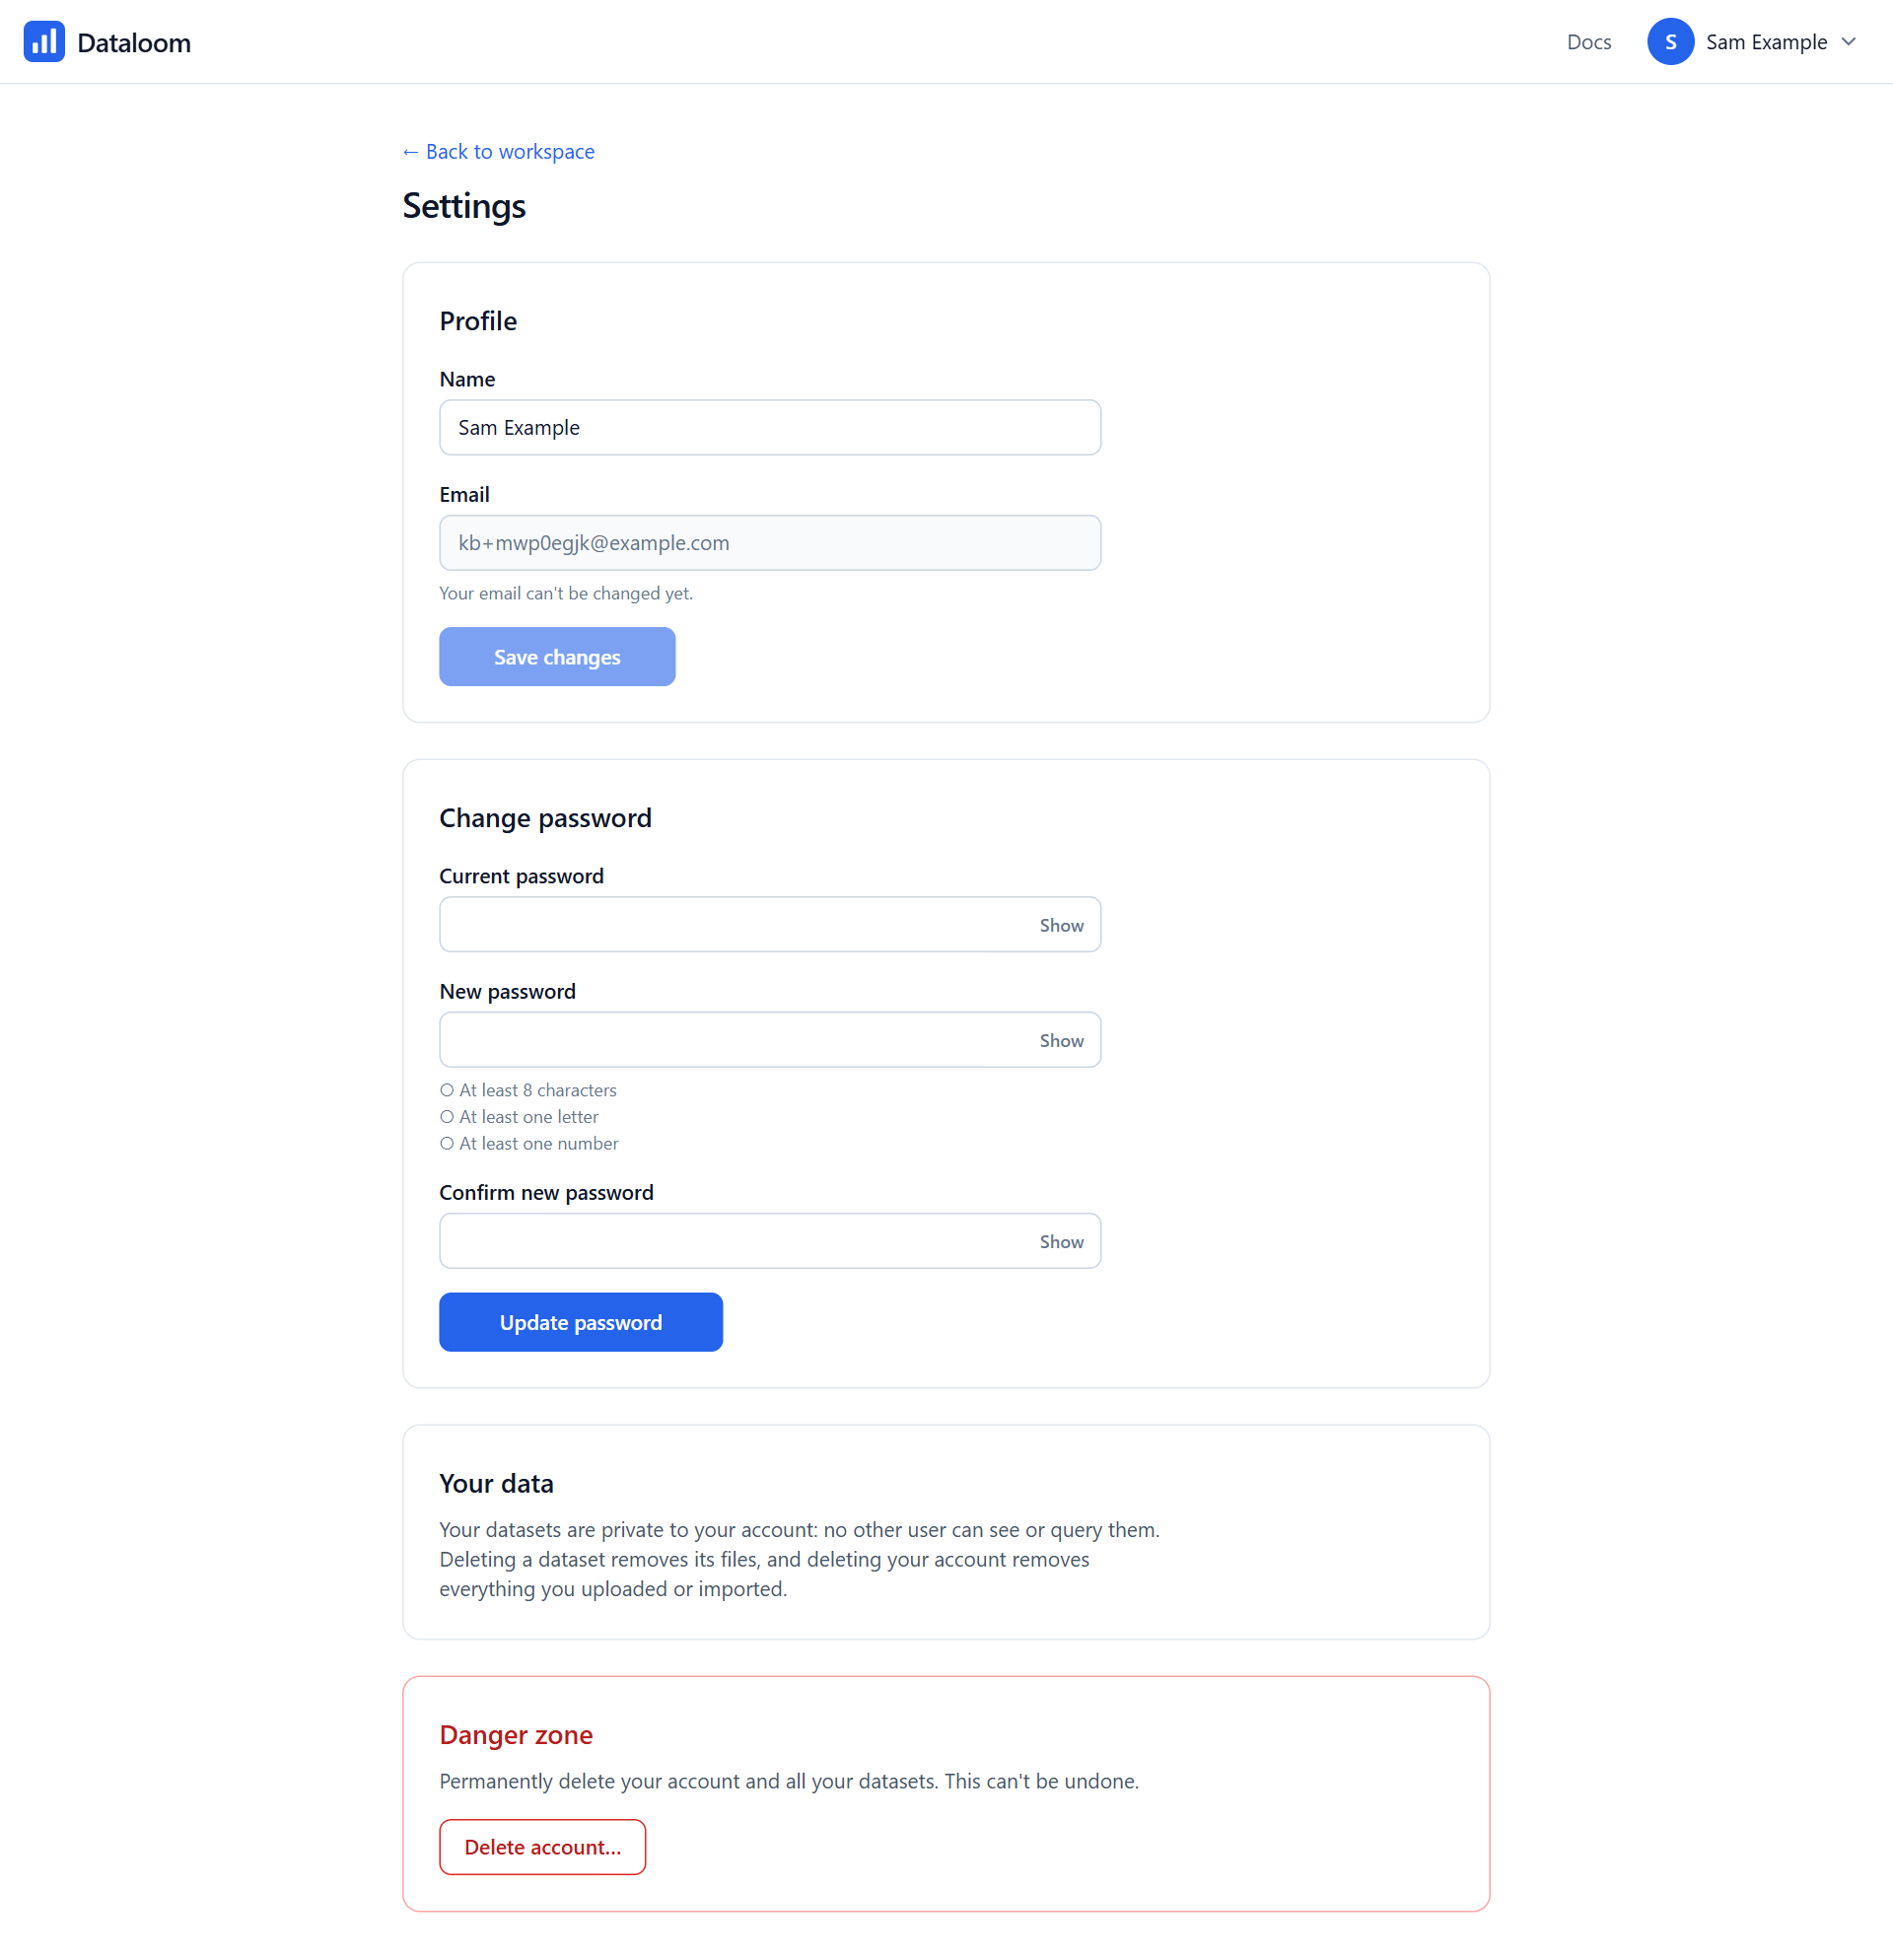 Dataloom
Docs
S
Sam Example
← Back to workspace
Settings
Profile
Name
Sam Example
Email
kb+mwp0egjk@example.com
Your email can't be changed yet.
Save changes
Change password
Current password
Show
New password
Show
At least 8 characters
At least one letter
At least one number
Confirm new password
Show
Update password
Your data
Your datasets are private to your account: no other user can see or query them.
Deleting a dataset removes its files, and deleting your account removes
everything you uploaded or imported.
Danger zone
Permanently delete your account and all your datasets. This can't be undone.
Delete account...